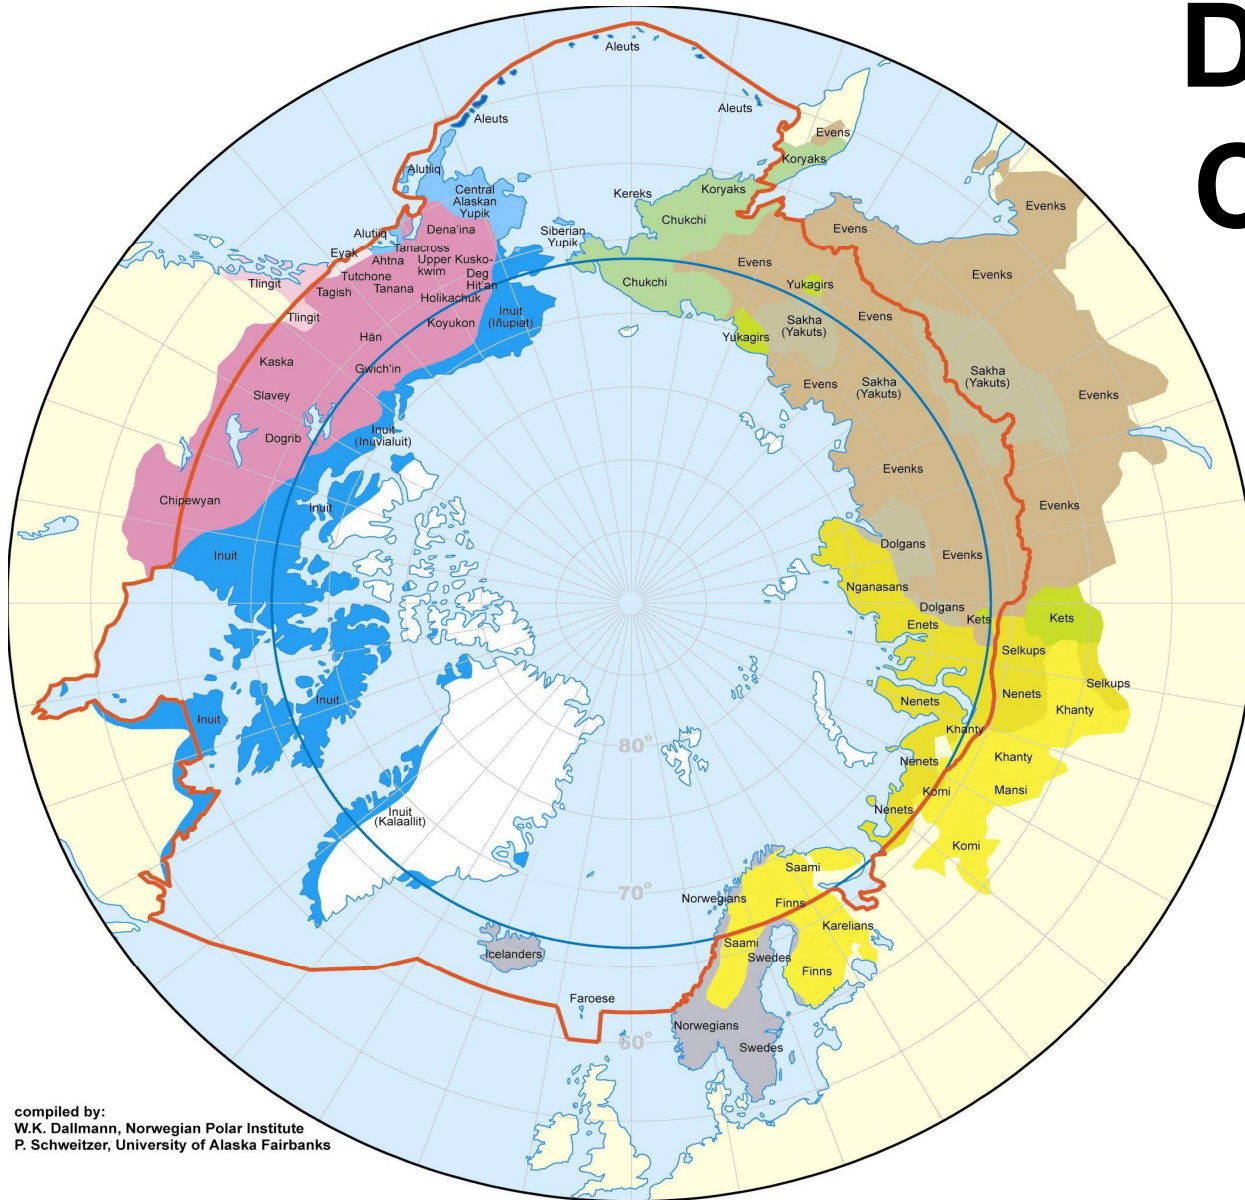 D
C
Aleuts
Aleuts
Aleuts
Evens
Koryaks
Alutiiq
Central
Alaskan
Yupik
Kereks
Koryaks
Chukchi
Evenks
Alutiiq
Dena'ina
Siberian
Yupik
Evens
Eyak
Tanacross
Ahtna
Upper Kusko-
kwim
Evens
Evenks
Tlingit
Tutchone
Tagish
Tanana
Deg
Hit'an
Holikachuk
Chukchi
Yukagirs
Tlingit
Hän
Koyukon
Inuit
(Iñupiat)
Yukagirs
Sakha
(Yakuts)
Evens
Kaska
Gwich'in
Slavey
Evens
Sakha
(Yakuts)
Sakha
(Yakuts)
Evenks
Dogrib
Inuit
(Inuvialuit)
Evenks
Chipewyan
Inuit
Evenks
Inuit
Dolgans
Evenks
Nganasans
Dolgans
Enets
Kets
Kets
Selkups
Inuit
Inuit
Nenets
Nenets
Selkups
Khanty
Khanty
80°
Nenets
Khanty
Mansi
Komi
Inuit
(Kalaallit)
Nenets
Komi
Saami
70°
Norwegians
Finns
Karelians
Icelanders
Saami
Swedes
Finns
Faroese
Norwegians
60°
Swedes
compiled by:
W.K. Dallmann, Norwegian Polar Institute
P. Schweitzer, University of Alaska Fairbanks